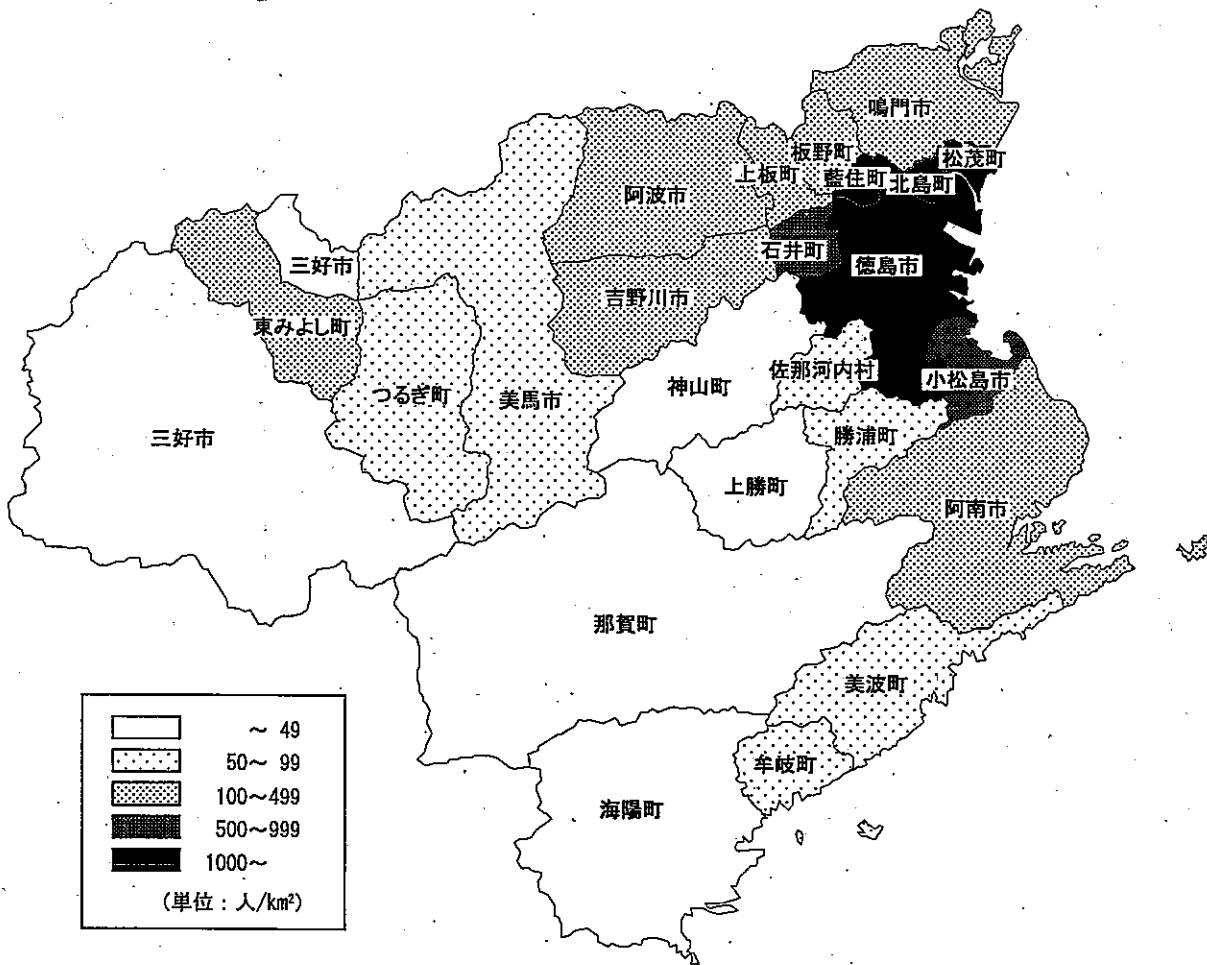 鳴門市
松茂町
板野町
上板町
藍住町
北島町
阿波市
石井町
徳島市
三好市
吉野川市
東みよし町
佐那河内村
小松島市
つるぎ町
美馬市
神山町
三好市
勝浦町
上勝町
阿南市
那賀町
美波町
牟岐町
海陽町
～ 49
50～ 99
100～499
500～999
1000～
(単位：人/km²)